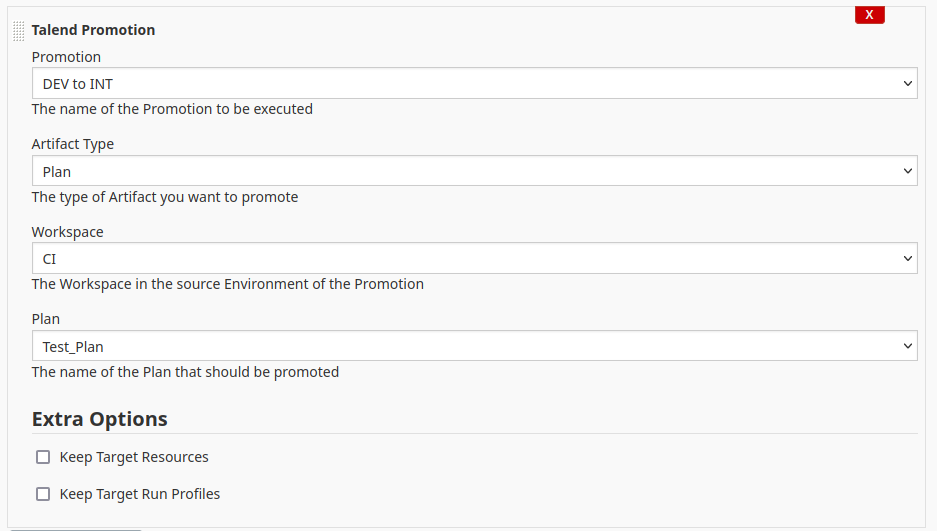 X
Talend Promotion
Promotion
DEV to INT
The name of the Promotion to be executed
Artifact Type
Plan
The type of Artifact you want to promote
Workspace
CI
The Workspace in the source Environment of the Promotion
Plan
Test_Plan
The name of the Plan that should be promoted
Extra Options
Keep Target Resources
Keep Target Run Profiles